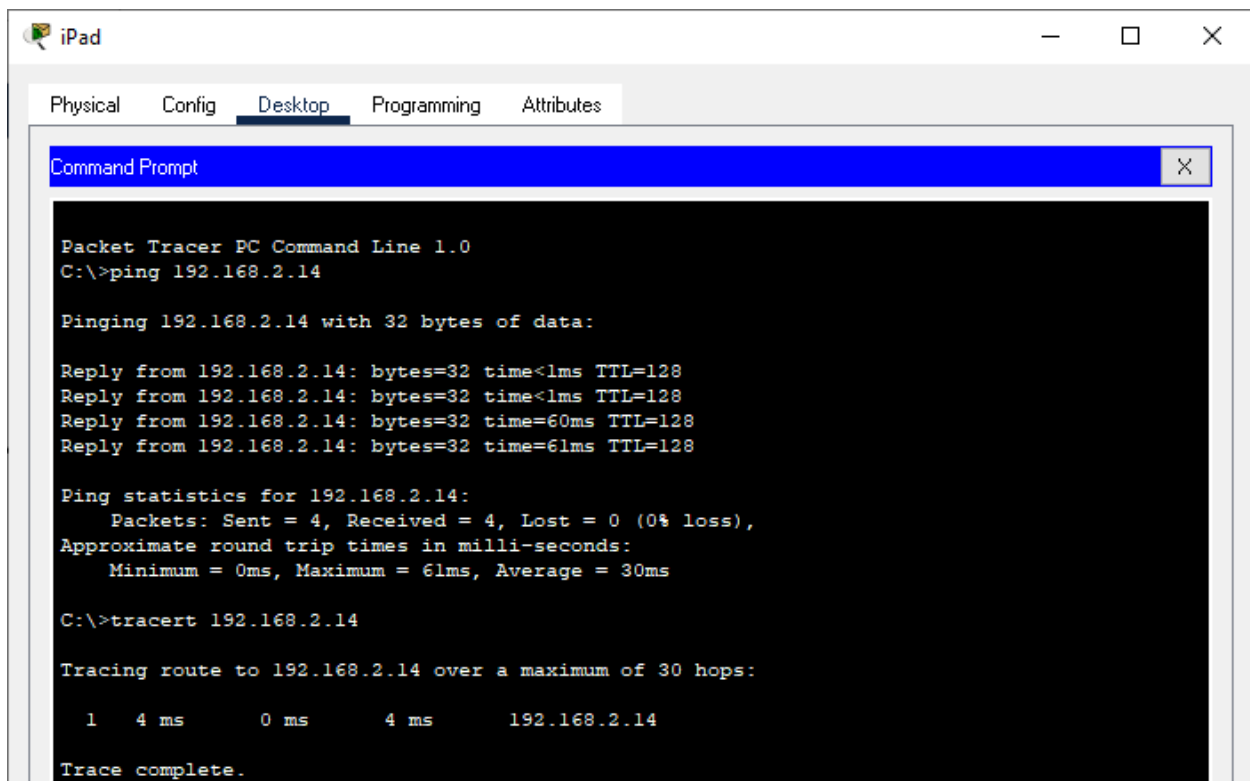 iPad
Physical Config Desktop Programming Attributes
Command Prompt X
Packet Tracer PC Command Line 1.0
C:\>ping 192.168.2.14
Pinging 192.168.2.14 with 32 bytes of data:
Reply from 192.168.2.14: bytes=32 time<1ms TTL=128
Reply from 192.168.2.14: bytes=32 time<1ms TTL=128
Reply from 192.168.2.14: bytes=32 time=60ms TTL=128
Reply from 192.168.2.14: bytes=32 time=61ms TTL=128
Ping statistics for 192.168.2.14:
    Packets: Sent = 4, Received = 4, Lost = 0 (0% loss),
Approximate round trip times in milli-seconds:
    Minimum = 0ms, Maximum = 61ms, Average = 30ms
C:\>tracert 192.168.2.14
Tracing route to 192.168.2.14 over a maximum of 30 hops:
  1   4 ms      0 ms      4 ms      192.168.2.14
Trace complete.